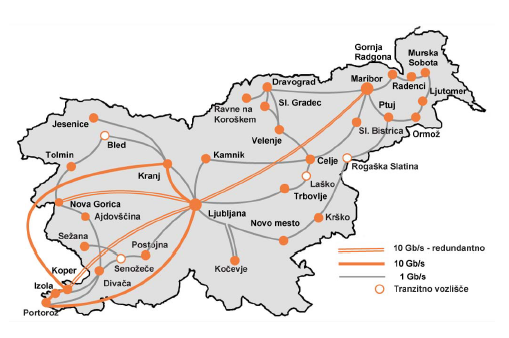 Gornja
Radgona
Murska
Sobota
Dravograd
Maribor
Radenci
Ljutomer
Ravne na
Koroškem
Sl. Gradec
Ptuj
Jesenice
Velenje
Sl. Bistrica
Ormož
Bled
Tolmin
Kamnik
Celje
Rogaška Slatina
Kranj
Laško
Trbovlje
Nova Gorica
Ajdovščina
Ljubljana
Novo mesto
Krško
Sežana
Postojna
Koper
Senožeče
Kočevje
Izola
Divača
Portorož
10 Gb/s - redundantno
10 Gb/s
1 Gb/s
Tranzitno vozlišče